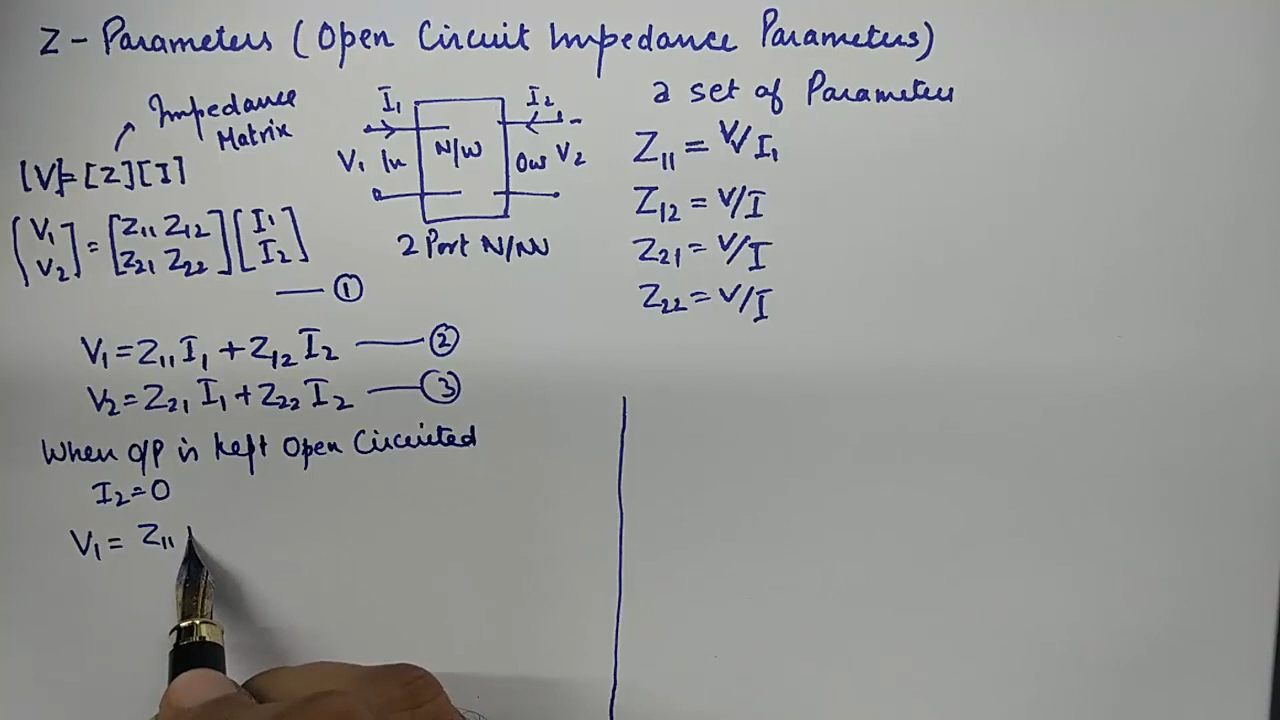 Z - Parameters (Open Circuit Impedance Parameters)
Impedance
Matrix
[V]=[Z][I]
[V1 V2] = [Z11 Z12 Z21 Z22] [I1 I2]
— ①
I1 I2
V1 In N/W Ou V2
2 Port N/W
a set of Parameters
Z11 = V/I1
Z12 = V/I
Z21 = V/I
Z22 = V/I
V1 = Z11 I1 + Z12 I2 — ②
V2 = Z21 I1 + Z22 I2 — ③
When o/p is kept Open Circuited
I2 = 0
V1 = Z11